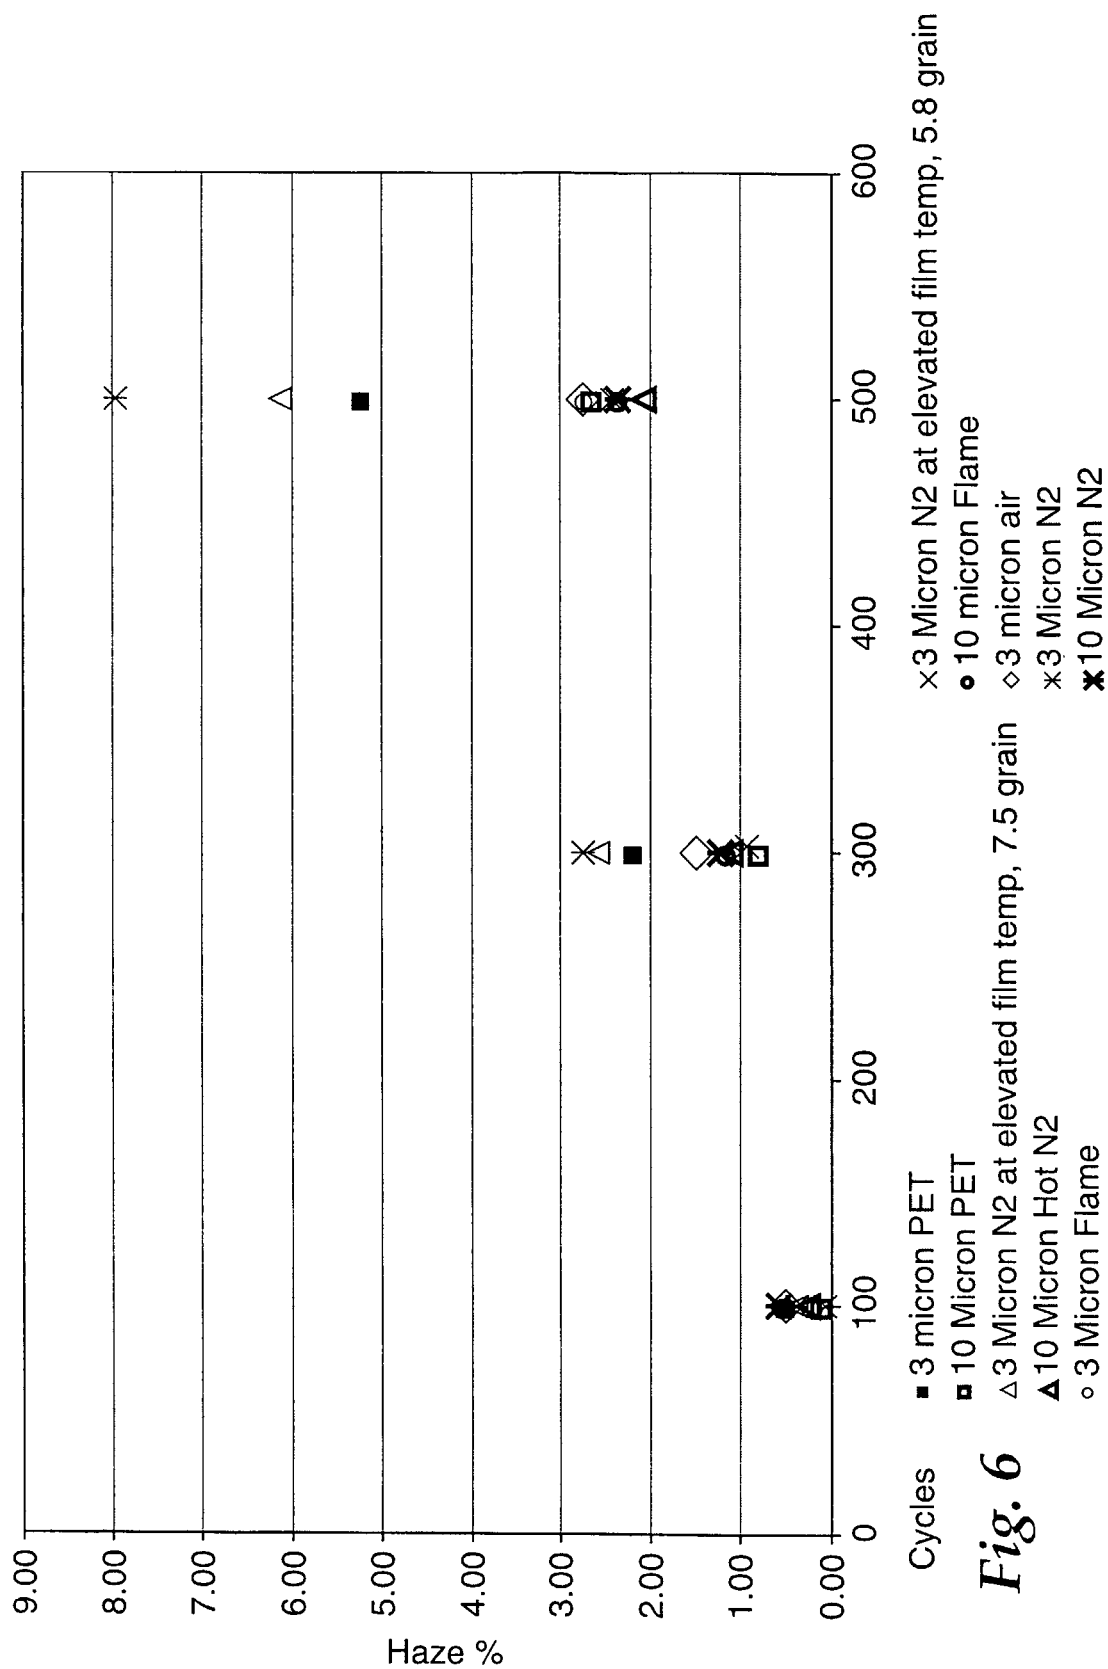 Haze %
9.00
8.00
7.00
6.00
5.00
4.00
3.00
2.00
1.00
0.00
0
100
200
300
400
500
600
Cycles
3 micron PET
10 Micron PET
3 Micron N2 at elevated film temp, 7.5 grain
10 Micron Hot N2
3 Micron Flame
3 Micron N2 at elevated film temp, 5.8 grain
10 micron Flame
3 micron air
3 Micron N2
10 Micron N2
Fig. 6